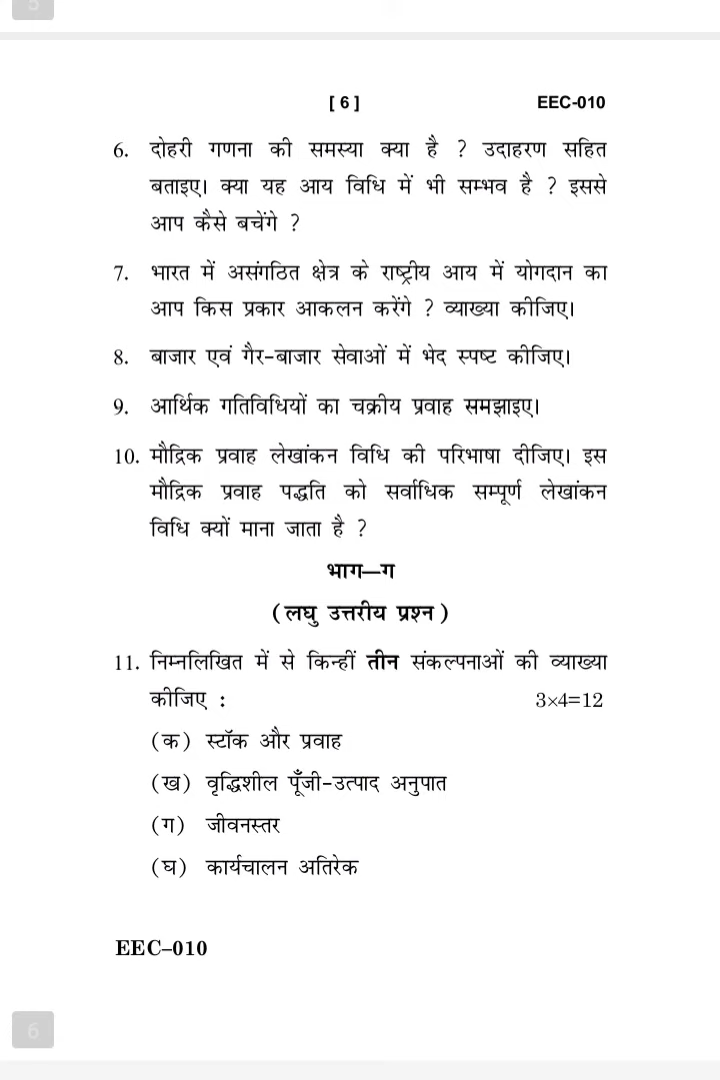 [ 6 ] EEC-010
6. दोहरी गणना की समस्या क्या है ? उदाहरण सहित
बताइए। क्या यह आय विधि में भी सम्भव है ? इससे
आप कैसे बचेंगे ?
7. भारत में असंगठित क्षेत्र के राष्ट्रीय आय में योगदान का
आप किस प्रकार आकलन करेंगे ? व्याख्या कीजिए।
8. बाजार एवं गैर-बाजार सेवाओं में भेद स्पष्ट कीजिए।
9. आर्थिक गतिविधियों का चक्रीय प्रवाह समझाइए।
10. मौद्रिक प्रवाह लेखांकन विधि की परिभाषा दीजिए। इस
मौद्रिक प्रवाह पद्धति को सर्वाधिक सम्पूर्ण लेखांकन
विधि क्यों माना जाता है ?
भाग—ग
(लघु उत्तरीय प्रश्न)
11. निम्नलिखित में से किन्हीं तीन संकल्पनाओं की व्याख्या
कीजिए : 3×4=12
(क) स्टॉक और प्रवाह
(ख) वृद्धिशील पूँजी-उत्पाद अनुपात
(ग) जीवनस्तर
(घ) कार्यचालन अतिरेक
EEC–010
6